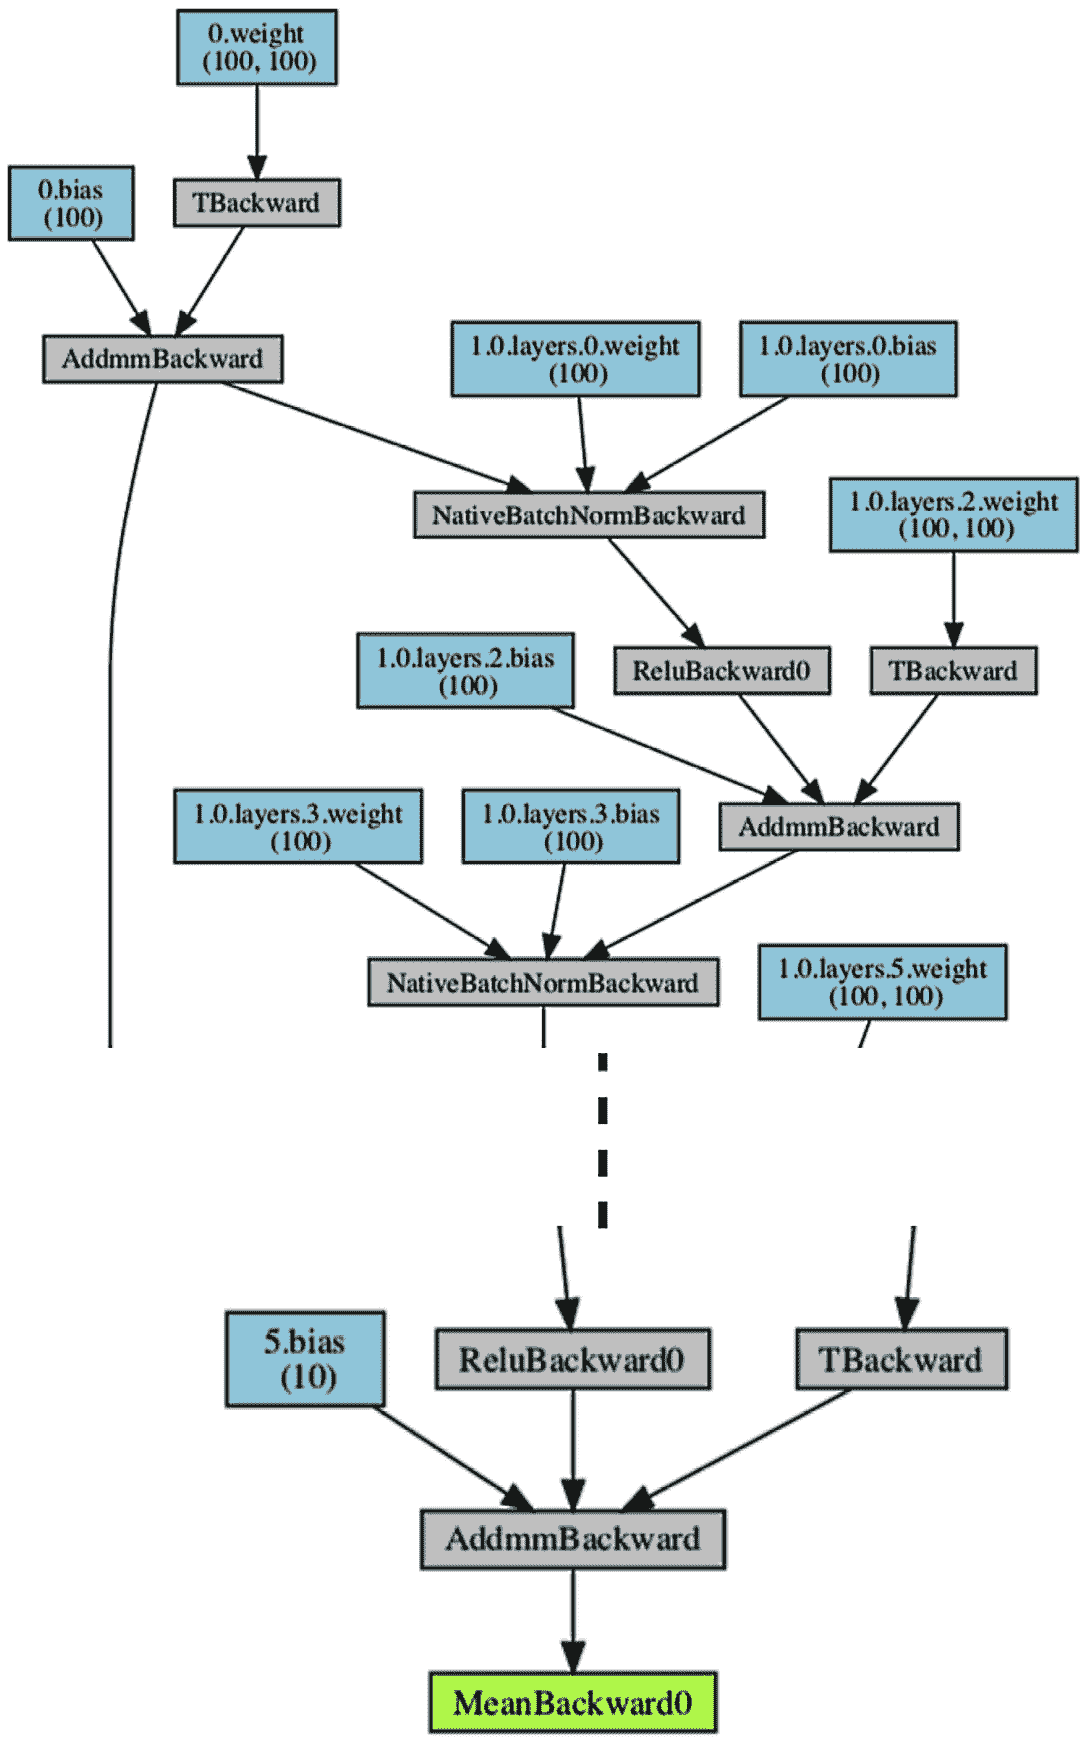 0.weight
(100, 100)
0.bias
(100)
TBackward
AddmmBackward
1.0.layers.0.weight
(100)
1.0.layers.0.bias
(100)
NativeBatchNormBackward
1.0.layers.2.weight
(100, 100)
1.0.layers.2.bias
(100)
ReluBackward0
TBackward
1.0.layers.3.weight
(100)
1.0.layers.3.bias
(100)
AddmmBackward
NativeBatchNormBackward
1.0.layers.5.weight
(100, 100)
5.bias
(10)
ReluBackward0
TBackward
AddmmBackward
MeanBackward0